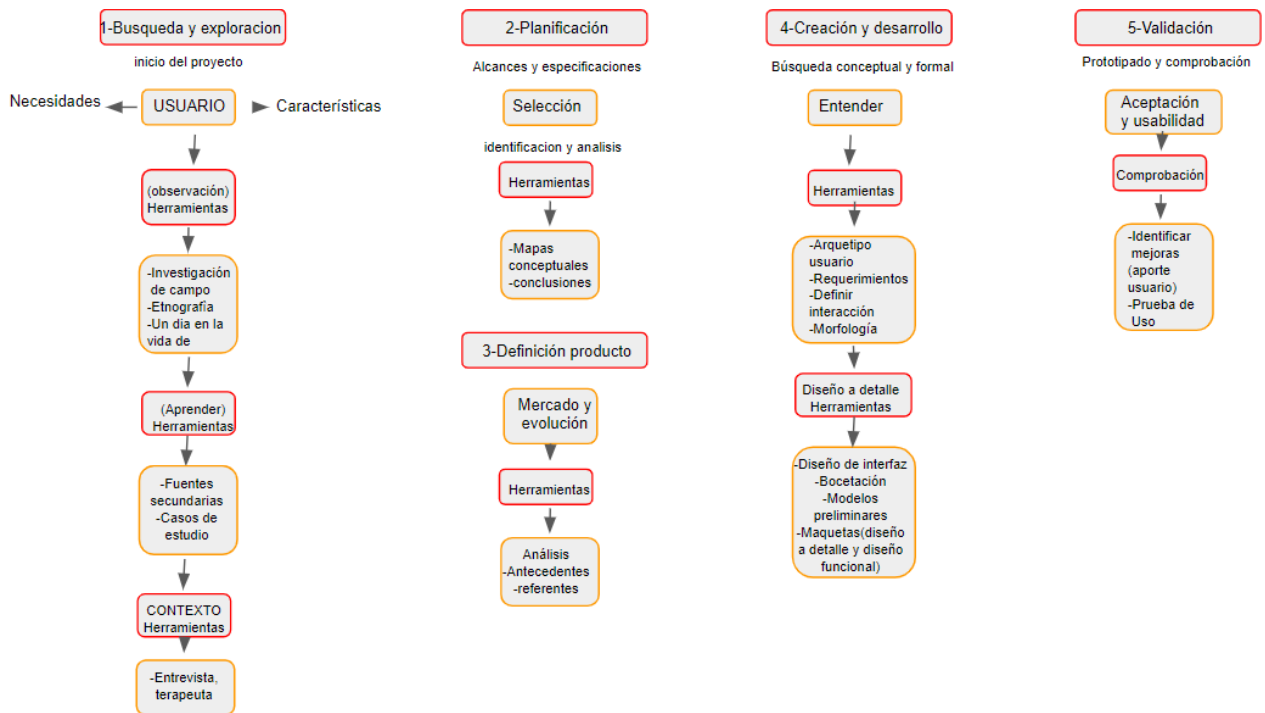 1-Busqueda y exploracion
inicio del proyecto
Necesidades
USUARIO
Características
(observación)
Herramientas
-Investigación
de campo
-Etnografìa
-Un dia en la
vida de
(Aprender)
Herramientas
-Fuentes
secundarias
-Casos de
estudio
CONTEXTO
Herramientas
-Entrevista,
terapeuta
2-Planificación
Alcances y especificaciones
Selección
identificacion y analisis
Herramientas
-Mapas
conceptuales
-conclusiones
3-Definición producto
Mercado y
evolución
Herramientas
Análisis
-Antecedentes
-referentes
4-Creación y desarrollo
Búsqueda conceptual y formal
Entender
Herramientas
-Arquetipo
usuario
-Requerimientos
-Definir
interacción
-Morfología
Diseño a detalle
Herramientas
-Diseño de interfaz
-Bocetación
-Modelos
preliminares
-Maquetas(diseño
a detalle y diseño
funcional)
5-Validación
Prototipado y comprobación
Aceptación
y usabilidad
Comprobación
-Identificar
mejoras
(aporte
usuario)
-Prueba de
Uso